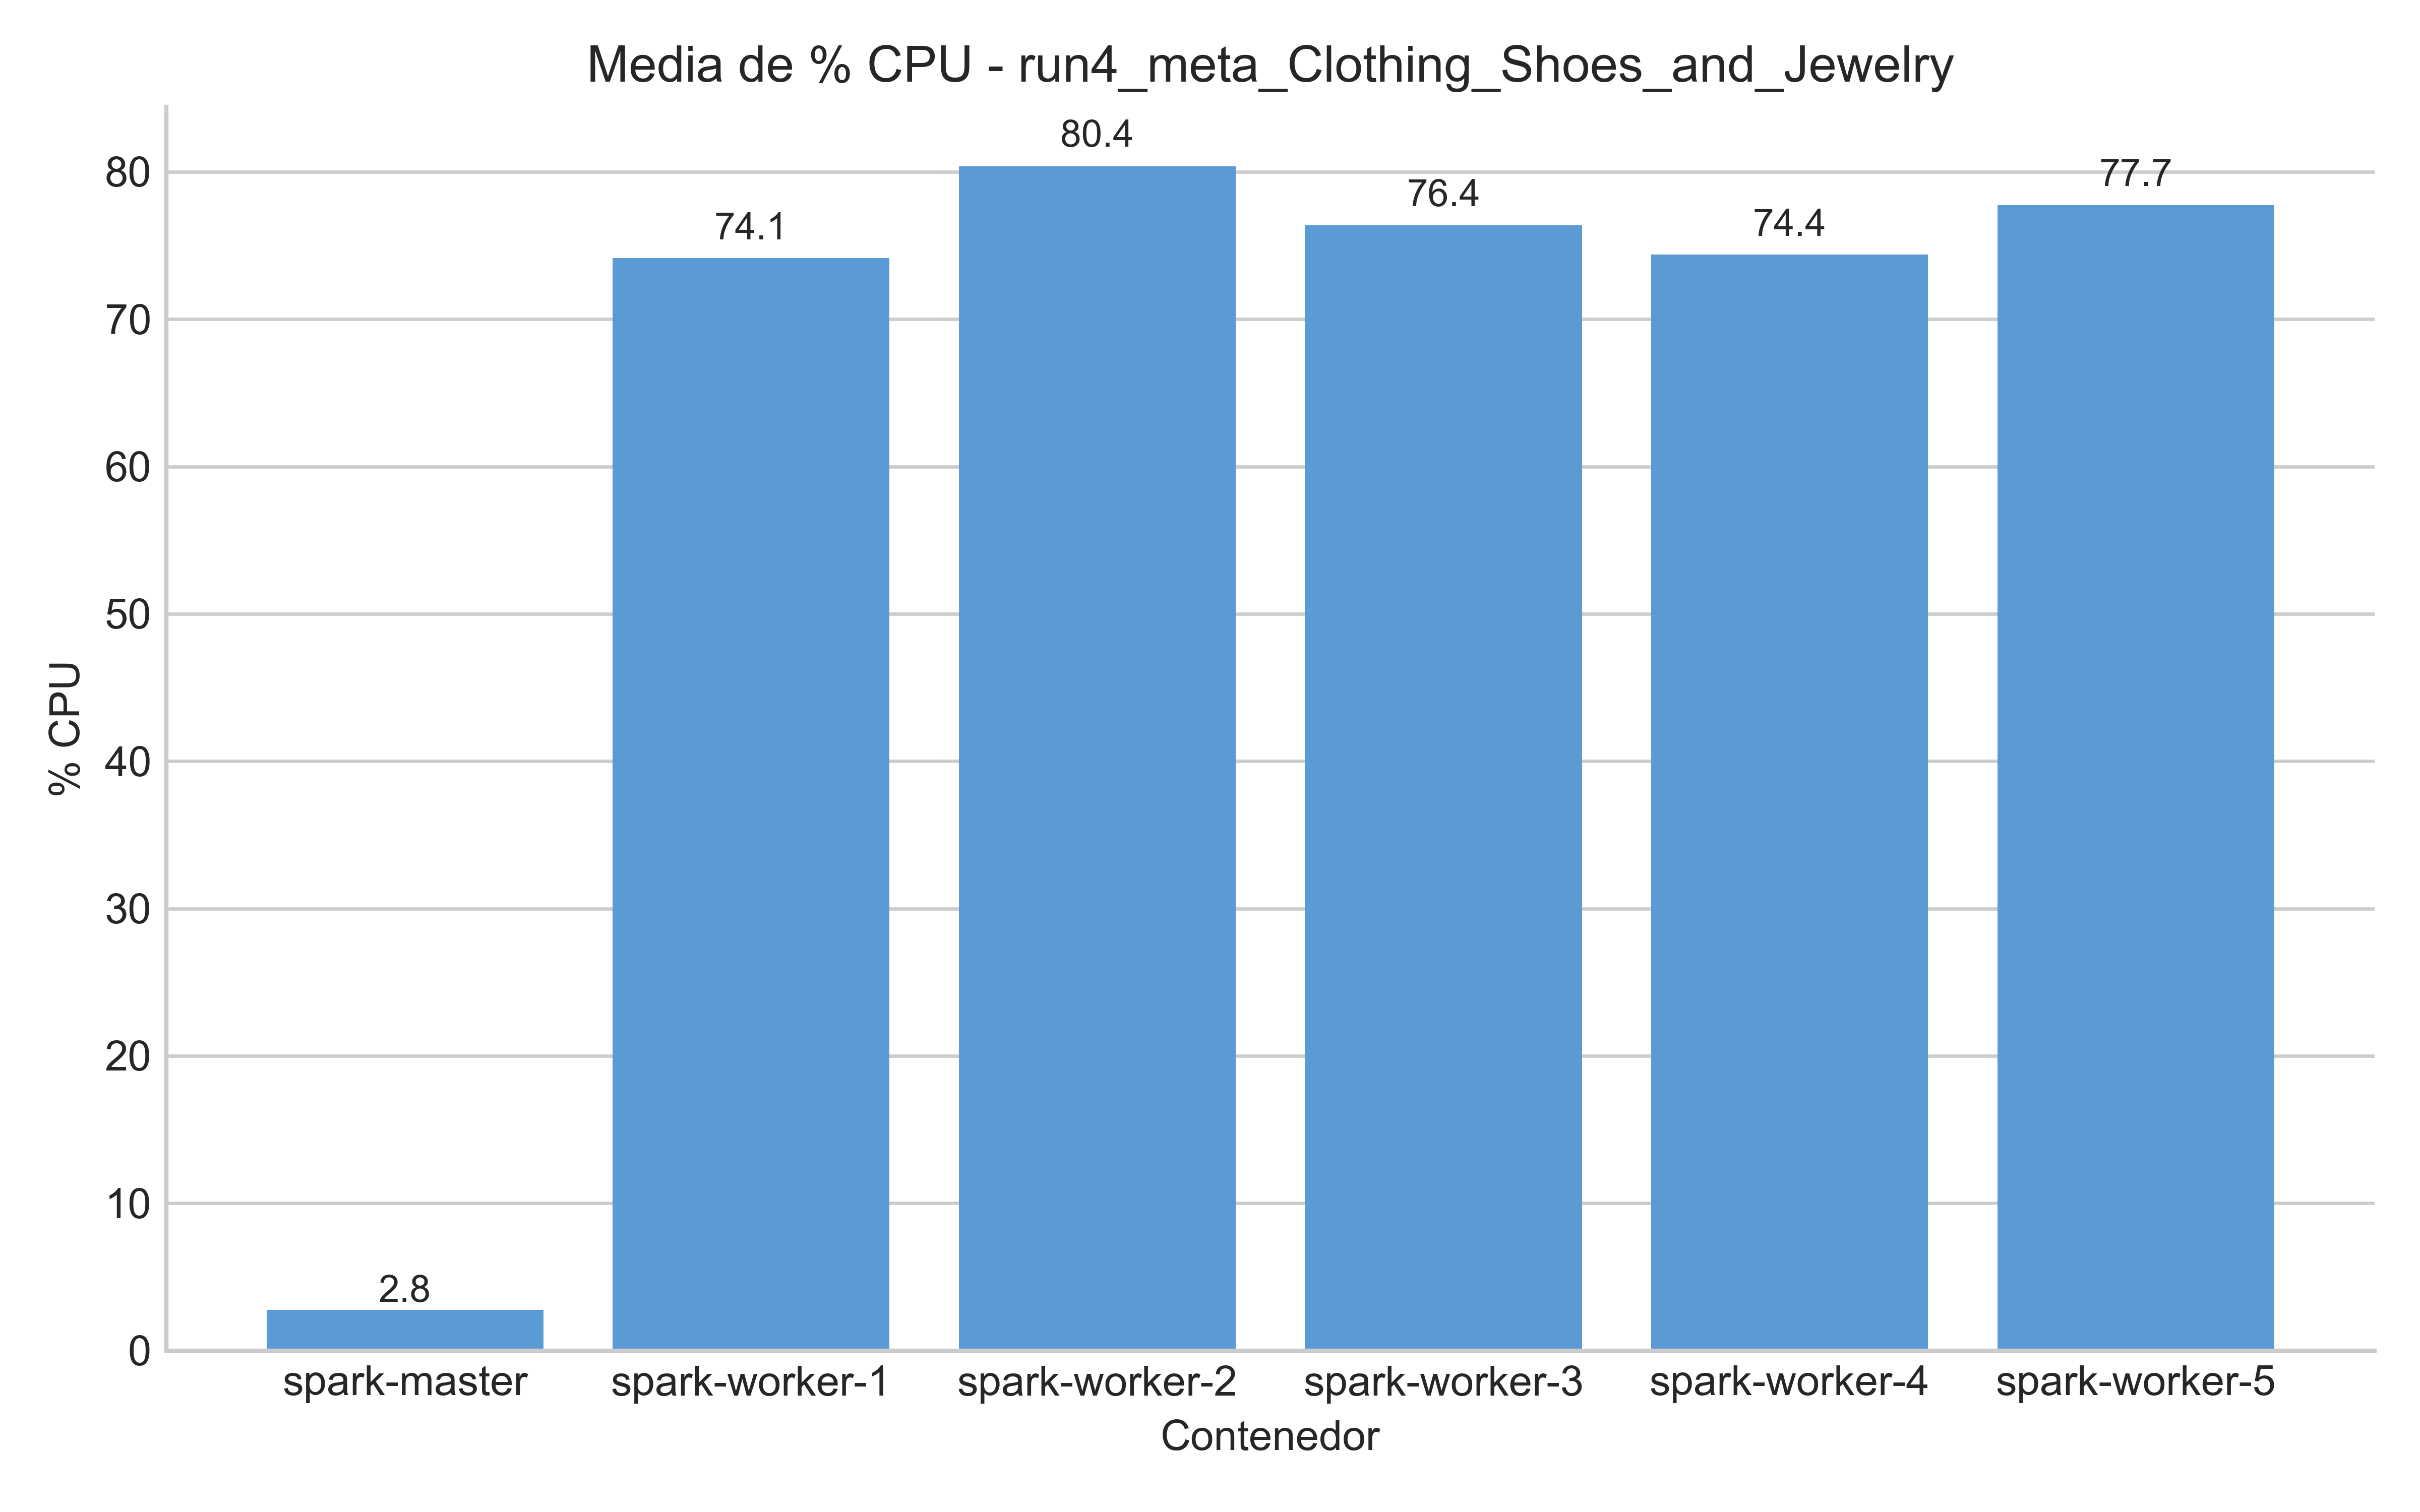 Media de % CPU - run4_meta_Clothing_Shoes_and_Jewelry
80.4
77.7
76.4
74.4
74.1
2.8
80
70
60
50
40
30
20
10
0
% CPU
spark-master
spark-worker-1
spark-worker-2
spark-worker-3
spark-worker-4
spark-worker-5
Contenedor